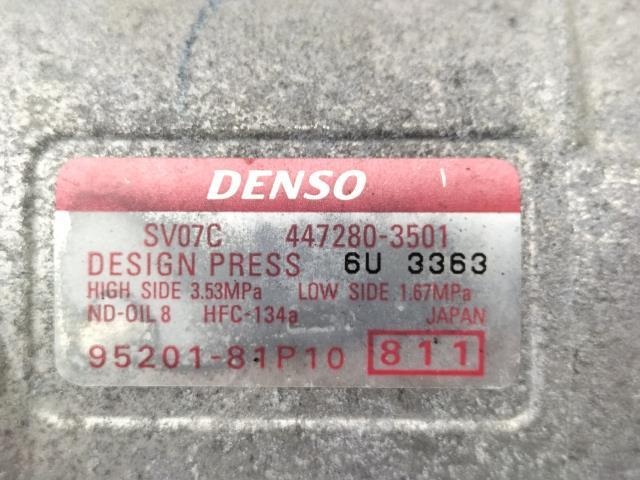 DENSO
SV07C 447280-3501
DESIGN PRESS 6U 3363
HIGH SIDE 3.53MPa LOW SIDE 1.67MPa
ND-OIL 8 HFC-134a JAPAN
95201-81P10 811